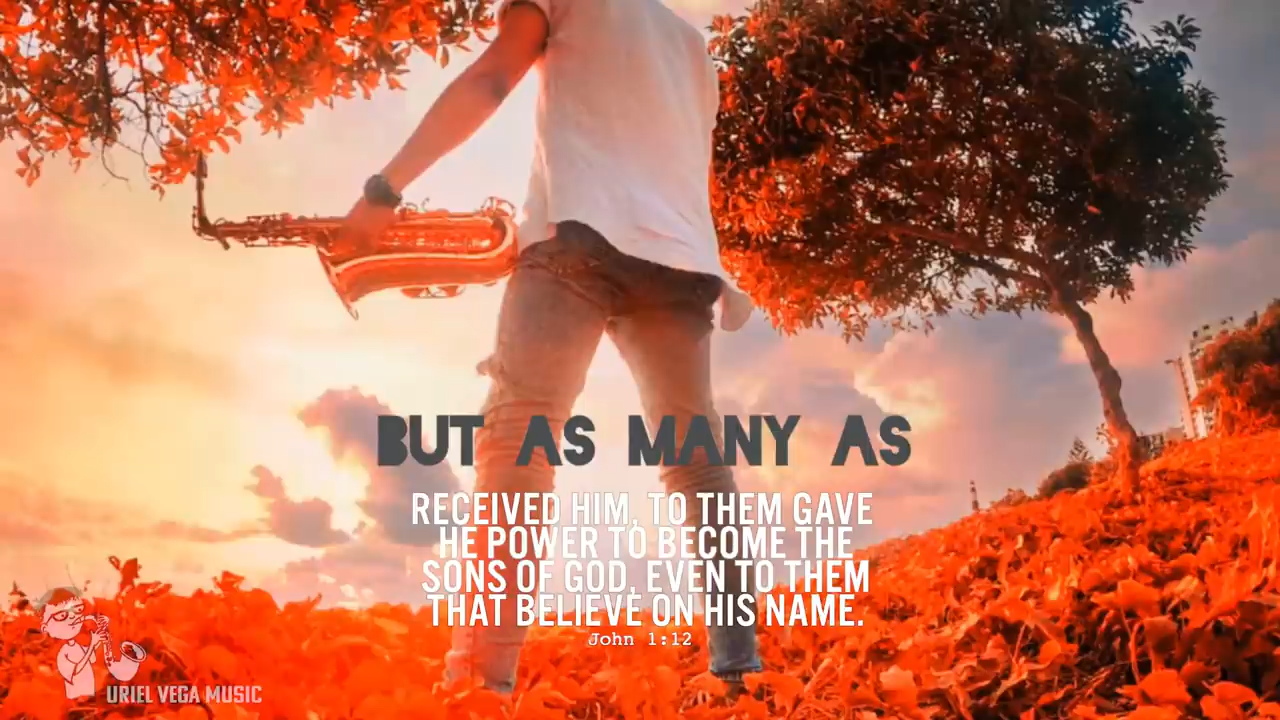 BUT AS MANY AS
RECEIVED HIM, TO THEM GAVE
HE POWER TO BECOME THE
SONS OF GOD, EVEN TO THEM
THAT BELIEVE ON HIS NAME.
John 1:12
URIEL VEGA MUSIC